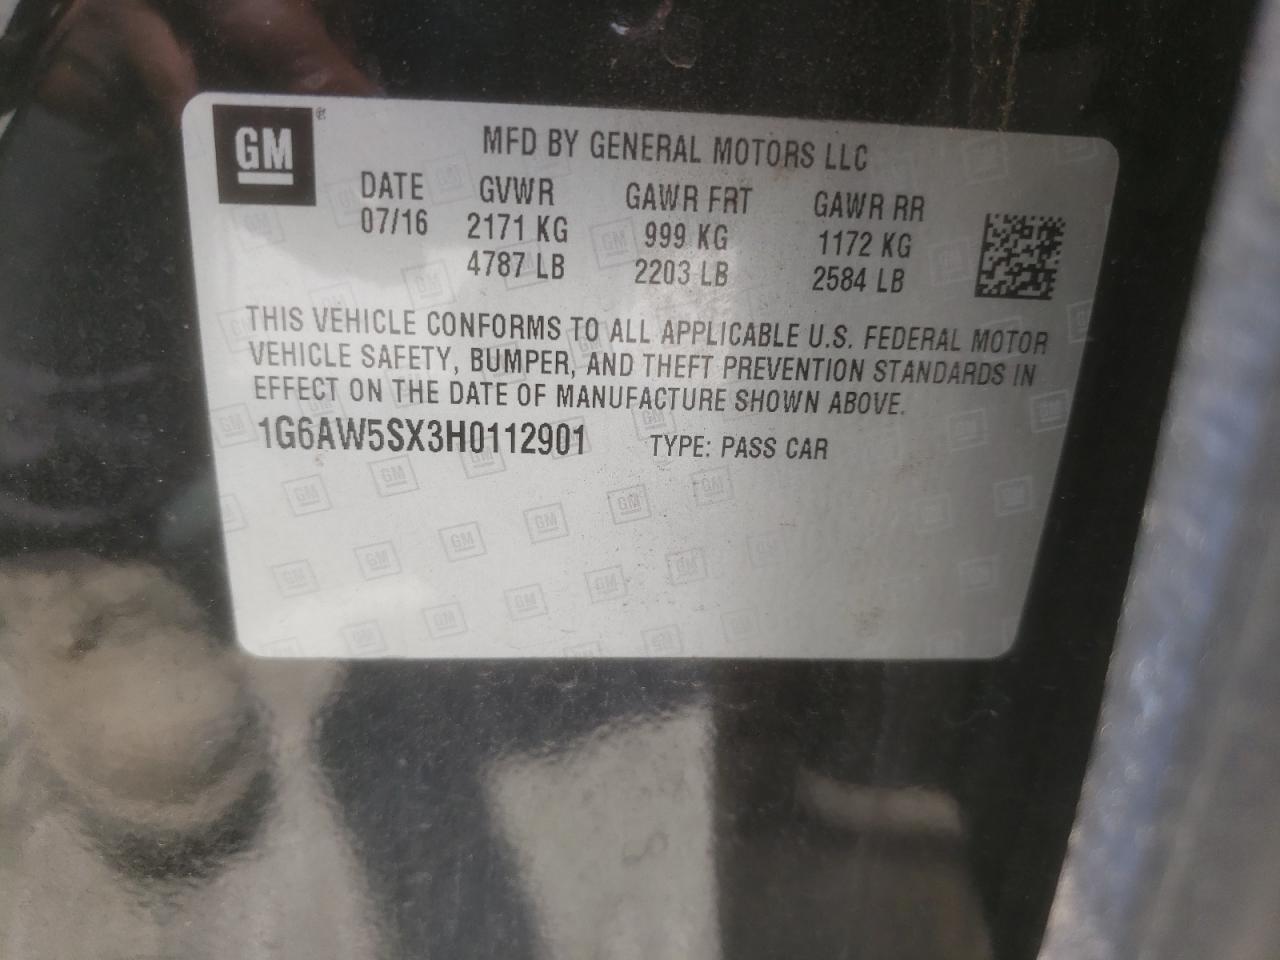 GM ®
MFD BY GENERAL MOTORS LLC
DATE GVWR GAWR FRT GAWR RR
07/16 2171 KG 999 KG 1172 KG
4787 LB 2203 LB 2584 LB
THIS VEHICLE CONFORMS TO ALL APPLICABLE U.S. FEDERAL MOTOR
VEHICLE SAFETY, BUMPER, AND THEFT PREVENTION STANDARDS IN
EFFECT ON THE DATE OF MANUFACTURE SHOWN ABOVE.
1G6AW5SX3H0112901 TYPE: PASS CAR